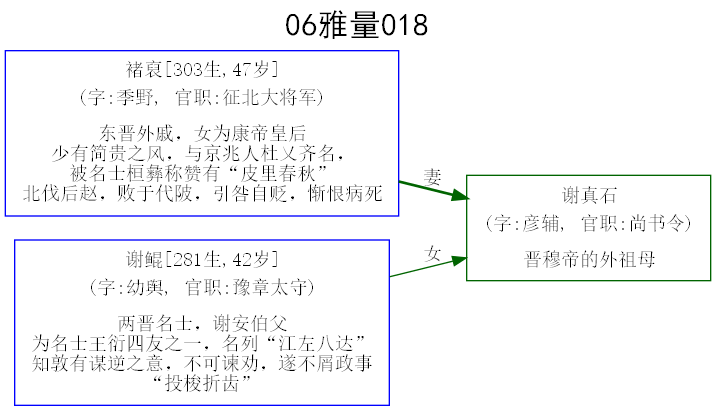 06雅量018
褚裒[303生,47岁]
(字:季野, 官职:征北大将军)
东晋外戚，女为康帝皇后
少有简贵之风，与京兆人杜乂齐名，
被名士桓彝称赞有“皮里春秋”
北伐后赵，败于代陂，引咎自贬，惭恨病死
妻
谢真石
(字:彦辅, 官职:尚书令)
晋穆帝的外祖母
谢鲲[281生,42岁]
(字:幼舆, 官职:豫章太守)
两晋名士，谢安伯父
为名士王衍四友之一，名列“江左八达”
知敦有谋逆之意，不可谏劝，遂不屑政事
“投梭折齿”
女